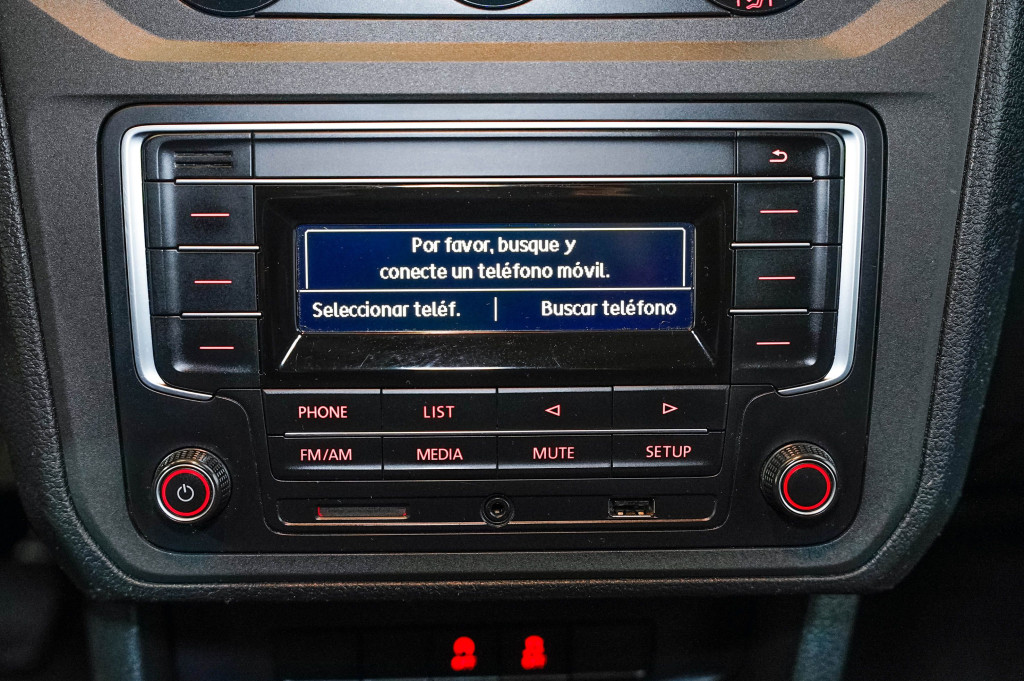 Por favor, busque y
conecte un teléfono móvil.
Seleccionar teléf. | Buscar teléfono
PHONE LIST
FM/AM MEDIA MUTE SETUP